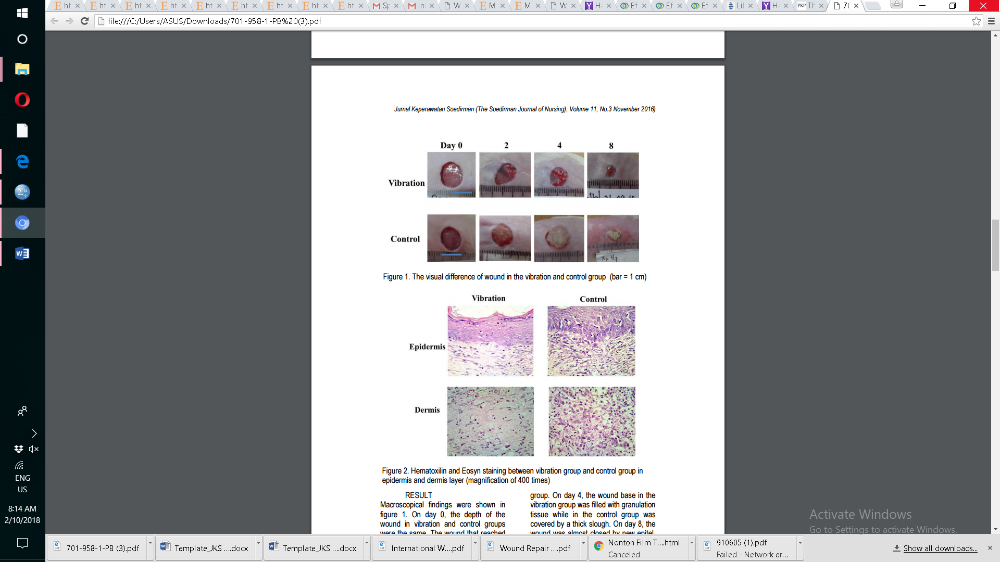 ht
ht
ht
ht
ht
ht
ht
ht
ht
Sp
Inl
W
M
M
W
Ha
Ef
Ef
Ef
Lil
Ha
PKP Th
70
file:///C:/Users/ASUS/Downloads/701-958-1-PB%20(3).pdf
Jurnal Keperawatan Soedirman (The Soedirman Journal of Nursing), Volume 11, No.3 November 2016)
Day 0 2 4 8
Vibration
Control
X2 H7
Figure 1. The visual difference of wound in the vibration and control group (bar = 1 cm)
Vibration Control
Epidermis
Dermis
Figure 2. Hematoxilin and Eosyn staining between vibration group and control group in
epidermis and dermis layer (magnification of 400 times)
RESULT
Macroscopical findings were shown in
figure 1. On day 0, the depth of the
wound in vibration and control groups
were the same. The wound that reached
group. On day 4, the wound base in the
vibration group was filled with granulation
tissue while in the control group was
covered by a thick slough. On day 8, the
wound was almost closed by new epitel
Activate Windows
Go to Settings to activate Windows.
ENG
US
8:14 AM
2/10/2018
701-958-1-PB (3).pdf
Template_JKS ....docx
Template_JKS ....docx
International W....pdf
Wound Repair ....pdf
Nonton Film T....html
Canceled
910605 (1).pdf
Failed - Network er...
Show all downloads...